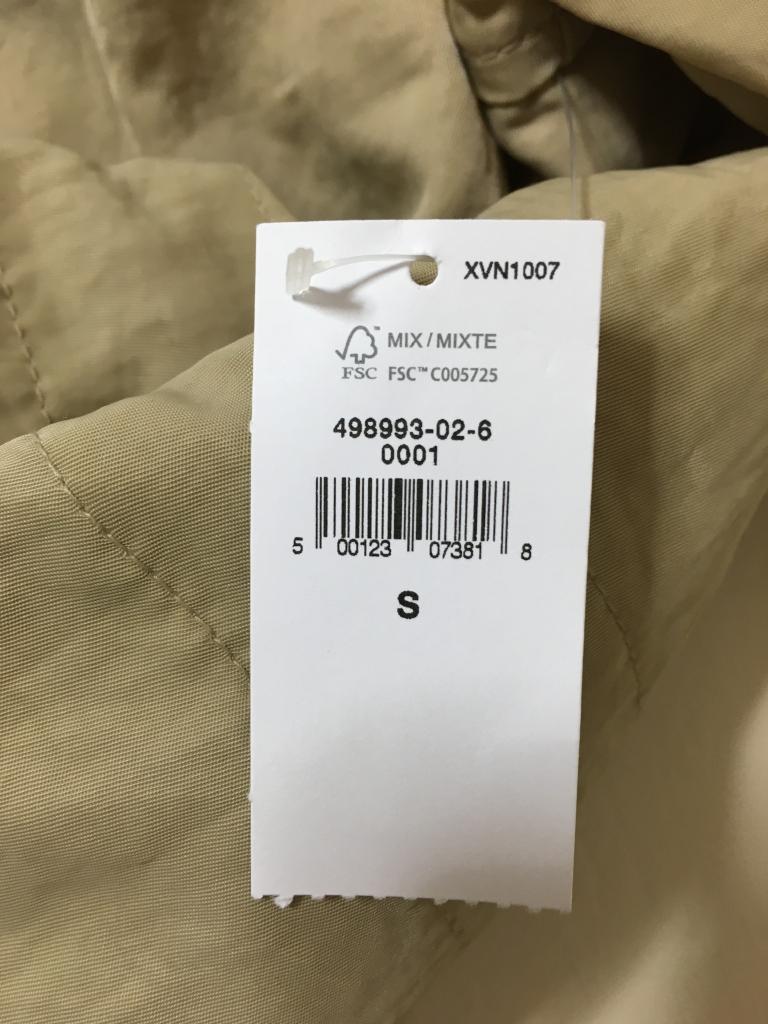 XVN1007
MIX / MIXTE
FSC FSC™ C005725
498993-02-6
0001
5 00123 07381 8
S